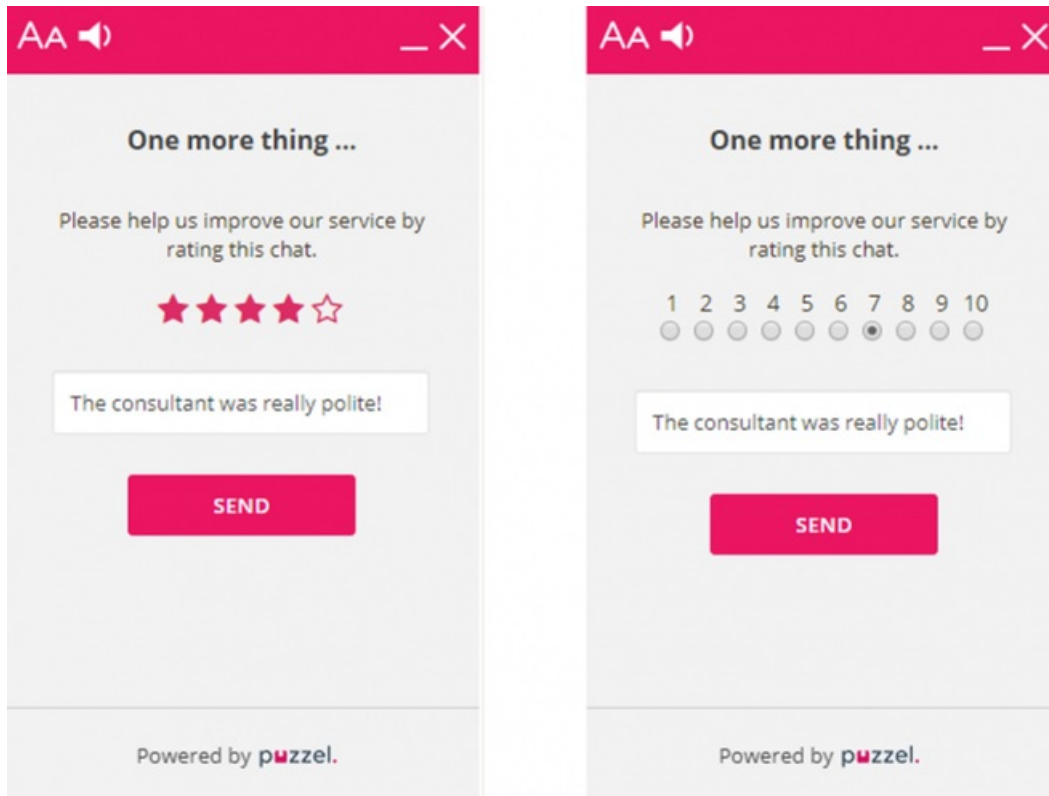 AA
One more thing ...
Please help us improve our service by
rating this chat.
The consultant was really polite!
SEND
Powered by puzzel.
AA
One more thing ...
Please help us improve our service by
rating this chat.
1 2 3 4 5 6 7 8 9 10
The consultant was really polite!
SEND
Powered by puzzel.